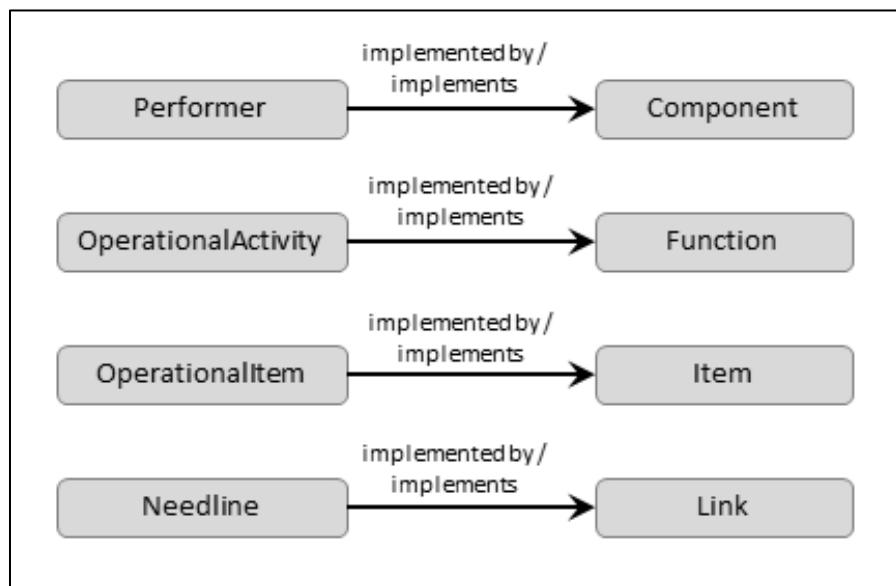 implemented by /
implements
Performer
Component
implemented by /
implements
OperationalActivity
Function
implemented by /
implements
OperationalItem
Item
implemented by /
implements
Needline
Link